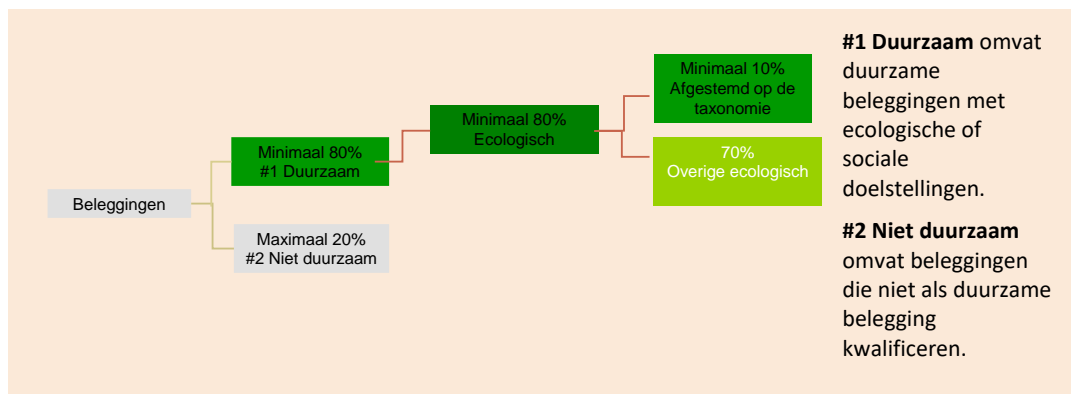 Beleggingen
Minimaal 80%
#1 Duurzaam
Maximaal 20%
#2 Niet duurzaam
Minimaal 80%
Ecologisch
Minimaal 10%
Afgestemd op de
taxonomie
70%
Overige ecologisch
#1 Duurzaam omvat
duurzame
beleggingen met
ecologische of
sociale
doelstellingen.
#2 Niet duurzaam
omvat beleggingen
die niet als duurzame
belegging
kwalificeren.